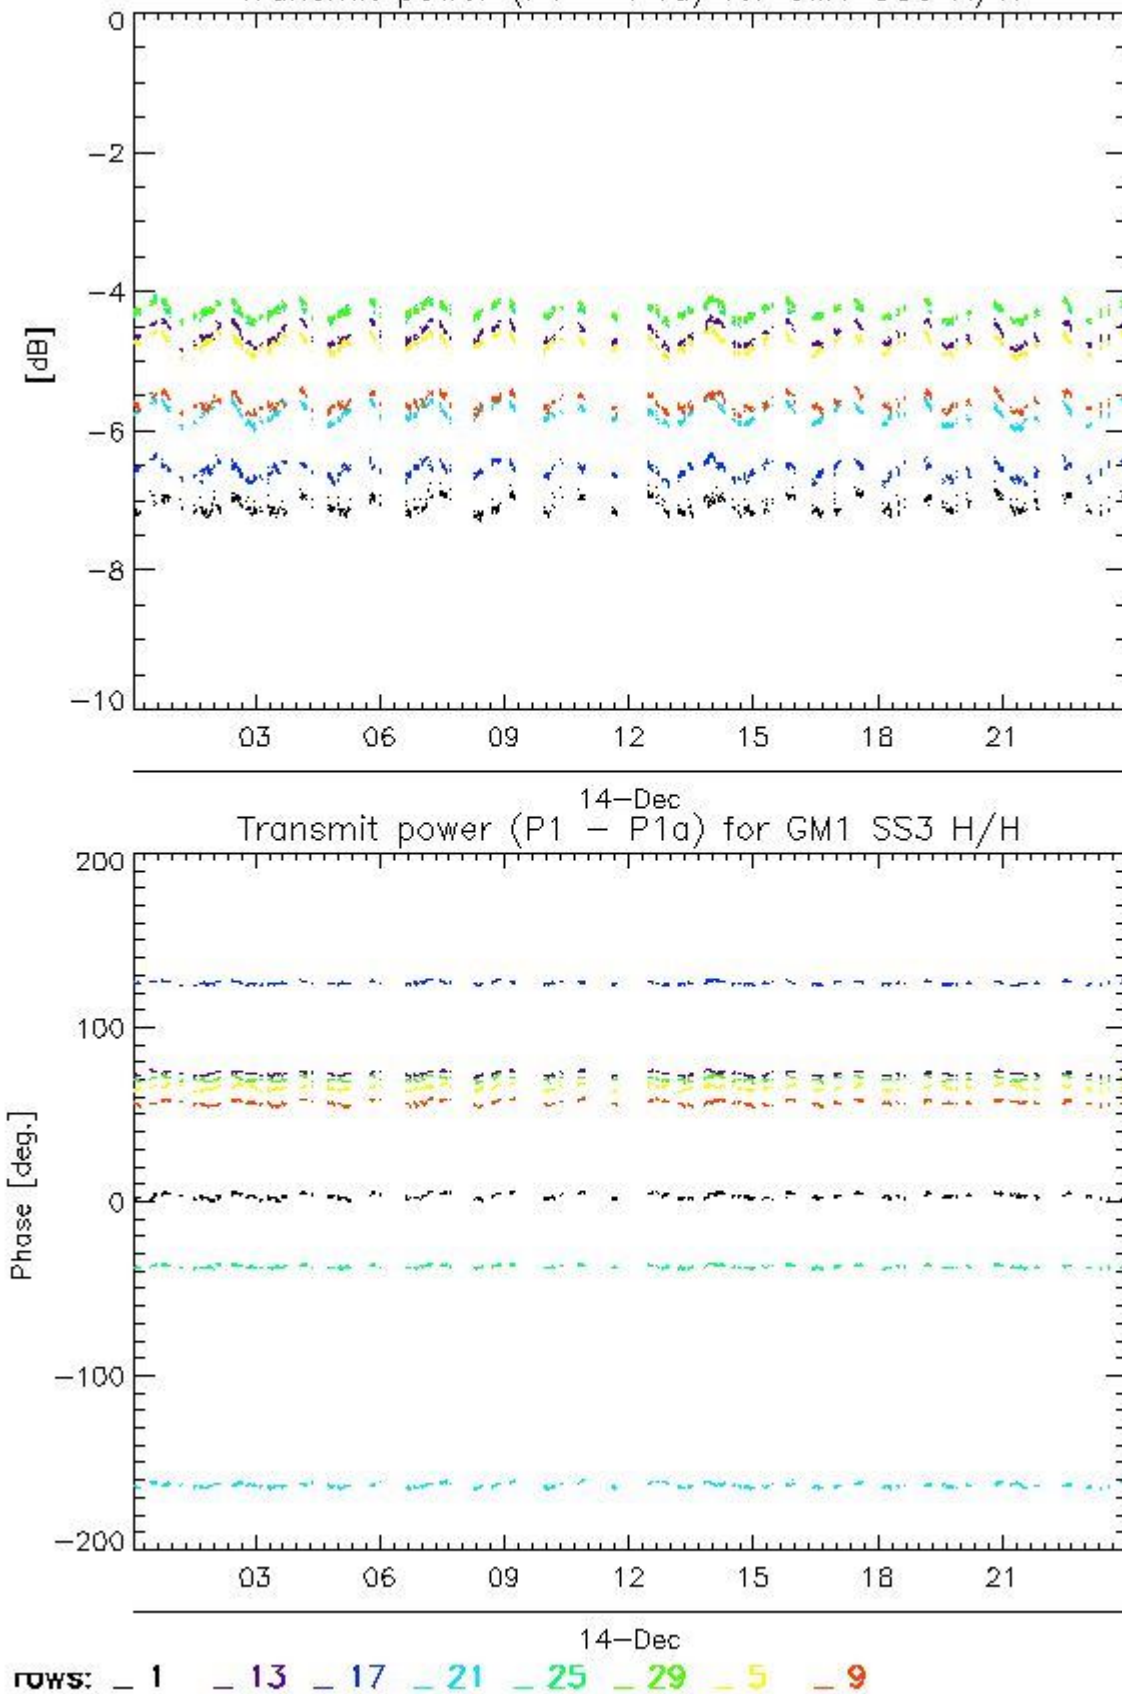 0
−2
−4
−6
−8
−10
[dB]
03 06 09 12 15 18 21
14−Dec
Transmit power (P1 − P1a) for GM1 SS3 H/H
200
100
0
−100
−200
Phase [deg.]
03 06 09 12 15 18 21
14−Dec
rows: _ 1 _ 13 _ 17 _ 21 _ 25 _ 29 _ 5 _ 9